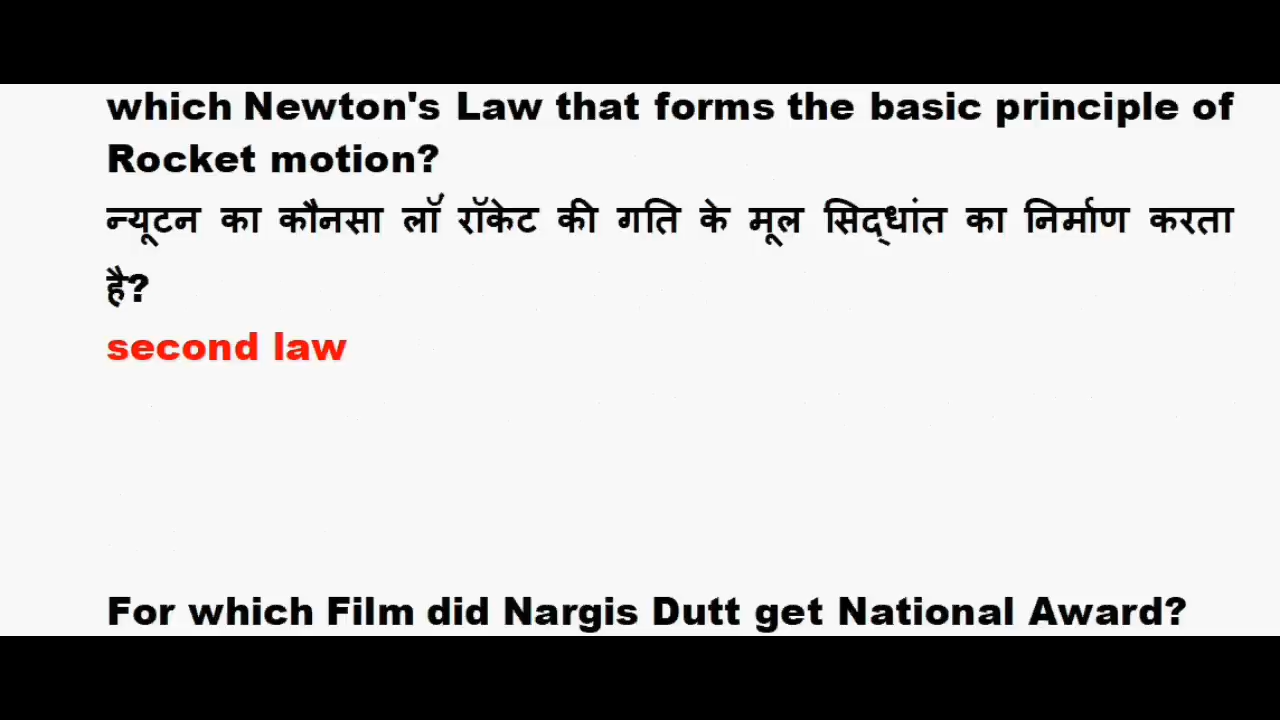 which Newton's Law that forms the basic principle of
Rocket motion?
न्यूटन का कौनसा लॉ रॉकेट की गति के मूल सिद्धांत का निर्माण करता
है?
second law
For which Film did Nargis Dutt get National Award?